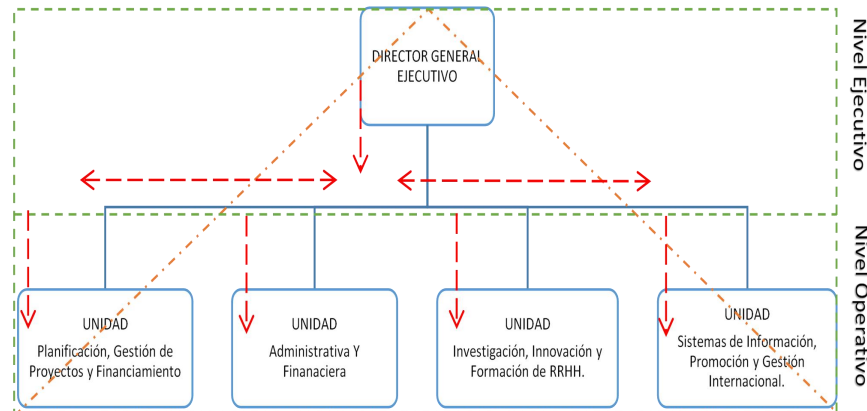 DIRECTOR GENERAL
EJECUTIVO
Nivel Ejecutivo
UNIDAD
Planificación, Gestión de
Proyectos y Financiamiento
UNIDAD
Administrativa Y
Finanaciera
UNIDAD
Investigación, Innovación y
Formación de RRHH.
UNIDAD
Sistemas de Información,
Promoción y Gestión
Internacional.
Nivel Operativo